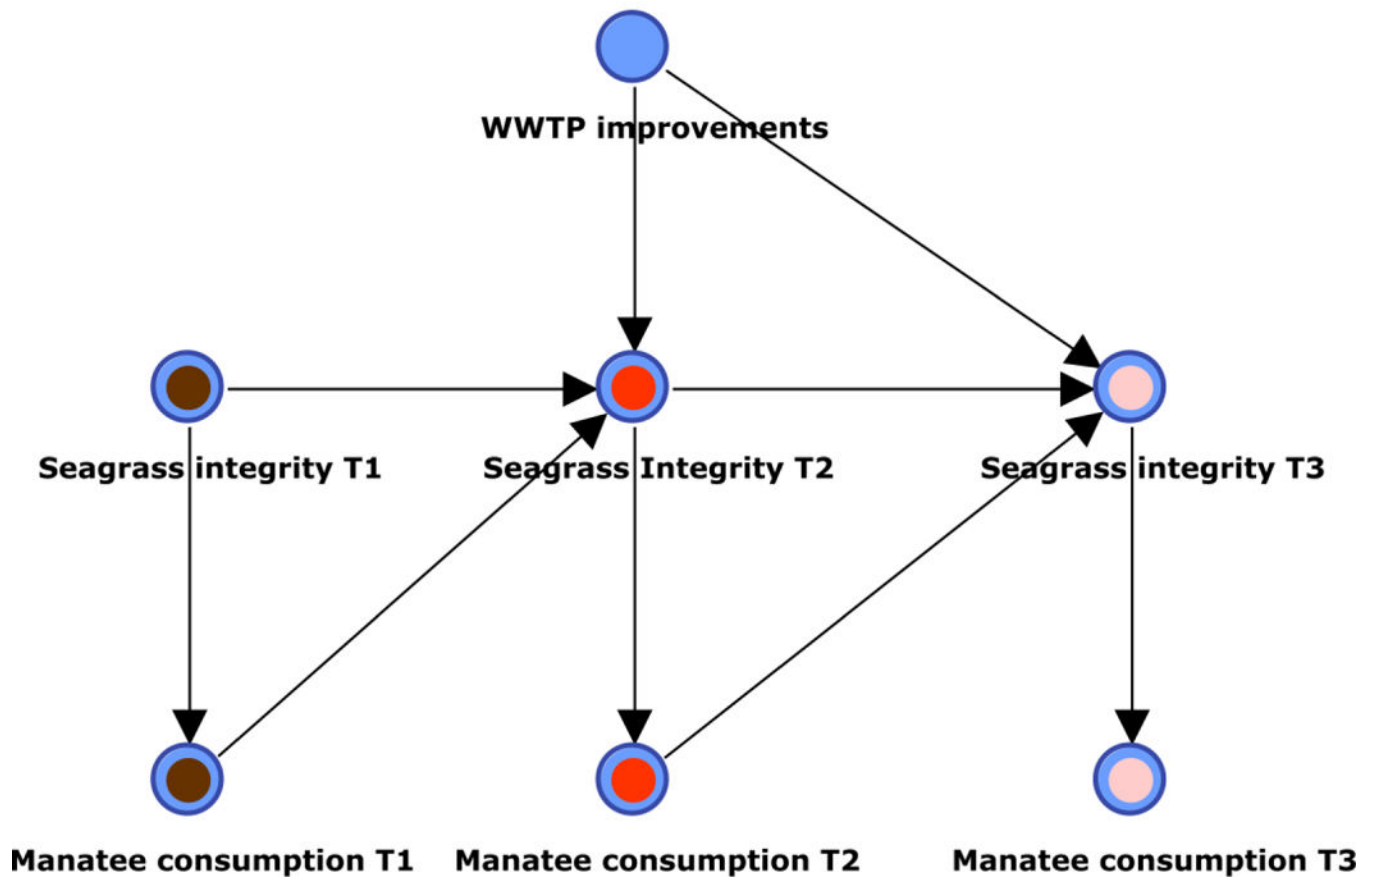 WWTP improvements
Seagrass integrity T1
Seagrass Integrity T2
Seagrass integrity T3
Manatee consumption T1
Manatee consumption T2
Manatee consumption T3